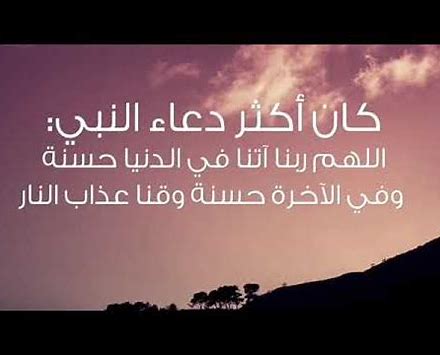 كان أكثر دعاء النبي:
اللهم ربنا آتنا في الدنيا حسنة
وفي الآخرة حسنة وقنا عذاب النار